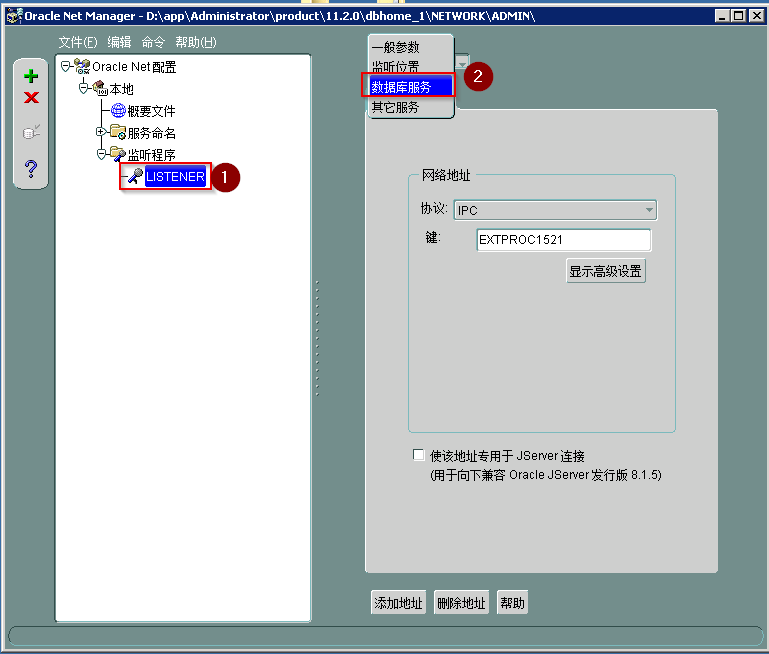 Oracle Net Manager - D:\app\Administrator\product\11.2.0\dbhome_1\NETWORK\ADMIN\
文件(F) 编辑 命令 帮助(H)
Oracle Net配置
本地
概要文件
服务命名
监听程序
LISTENER
1
一般参数
监听位置
数据库服务
2
其它服务
网络地址
协议: IPC
键: EXTPROC1521
显示高级设置
使该地址专用于 JServer 连接
(用于向下兼容 Oracle JServer 发行版 8.1.5)
添加地址 删除地址 帮助